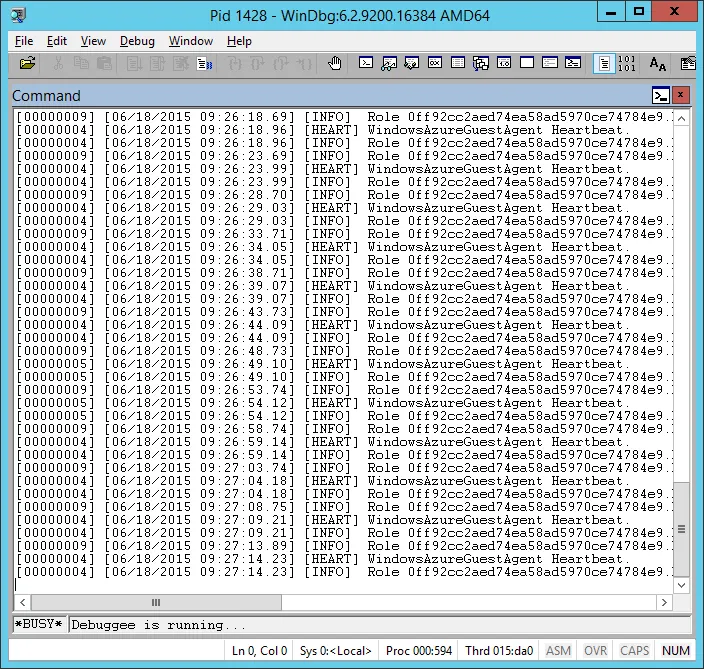 Pid 1428 - WinDbg:6.2.9200.16384 AMD64
File Edit View Debug Window Help
Command
[00000009] [06/18/2015 09:26:18.69] [INFO] Role 0ff92cc2aed74ea58ad5970ce74784e9.
[00000004] [06/18/2015 09:26:18.96] [HEART] WindowsAzureGuestAgent Heartbeat.
[00000004] [06/18/2015 09:26:18.96] [INFO] Role 0ff92cc2aed74ea58ad5970ce74784e9.
[00000009] [06/18/2015 09:26:23.69] [INFO] Role 0ff92cc2aed74ea58ad5970ce74784e9.
[00000004] [06/18/2015 09:26:23.99] [HEART] WindowsAzureGuestAgent Heartbeat.
[00000004] [06/18/2015 09:26:23.99] [INFO] Role 0ff92cc2aed74ea58ad5970ce74784e9.
[00000009] [06/18/2015 09:26:28.70] [INFO] Role 0ff92cc2aed74ea58ad5970ce74784e9.
[00000004] [06/18/2015 09:26:29.03] [HEART] WindowsAzureGuestAgent Heartbeat.
[00000004] [06/18/2015 09:26:29.03] [INFO] Role 0ff92cc2aed74ea58ad5970ce74784e9.
[00000009] [06/18/2015 09:26:33.71] [INFO] Role 0ff92cc2aed74ea58ad5970ce74784e9.
[00000004] [06/18/2015 09:26:34.05] [HEART] WindowsAzureGuestAgent Heartbeat.
[00000004] [06/18/2015 09:26:34.05] [INFO] Role 0ff92cc2aed74ea58ad5970ce74784e9.
[00000009] [06/18/2015 09:26:38.71] [INFO] Role 0ff92cc2aed74ea58ad5970ce74784e9.
[00000004] [06/18/2015 09:26:39.07] [HEART] WindowsAzureGuestAgent Heartbeat.
[00000004] [06/18/2015 09:26:39.07] [INFO] Role 0ff92cc2aed74ea58ad5970ce74784e9.
[00000009] [06/18/2015 09:26:43.73] [INFO] Role 0ff92cc2aed74ea58ad5970ce74784e9.
[00000004] [06/18/2015 09:26:44.09] [HEART] WindowsAzureGuestAgent Heartbeat.
[00000004] [06/18/2015 09:26:44.09] [INFO] Role 0ff92cc2aed74ea58ad5970ce74784e9.
[00000009] [06/18/2015 09:26:48.73] [INFO] Role 0ff92cc2aed74ea58ad5970ce74784e9.
[00000005] [06/18/2015 09:26:49.10] [HEART] WindowsAzureGuestAgent Heartbeat.
[00000005] [06/18/2015 09:26:49.10] [INFO] Role 0ff92cc2aed74ea58ad5970ce74784e9.
[00000009] [06/18/2015 09:26:53.74] [INFO] Role 0ff92cc2aed74ea58ad5970ce74784e9.
[00000005] [06/18/2015 09:26:54.12] [HEART] WindowsAzureGuestAgent Heartbeat.
[00000005] [06/18/2015 09:26:54.12] [INFO] Role 0ff92cc2aed74ea58ad5970ce74784e9.
[00000009] [06/18/2015 09:26:58.74] [INFO] Role 0ff92cc2aed74ea58ad5970ce74784e9.
[00000004] [06/18/2015 09:26:59.14] [HEART] WindowsAzureGuestAgent Heartbeat.
[00000004] [06/18/2015 09:26:59.14] [INFO] Role 0ff92cc2aed74ea58ad5970ce74784e9.
[00000009] [06/18/2015 09:27:03.74] [INFO] Role 0ff92cc2aed74ea58ad5970ce74784e9.
[00000004] [06/18/2015 09:27:04.18] [HEART] WindowsAzureGuestAgent Heartbeat.
[00000004] [06/18/2015 09:27:04.18] [INFO] Role 0ff92cc2aed74ea58ad5970ce74784e9.
[00000009] [06/18/2015 09:27:08.75] [INFO] Role 0ff92cc2aed74ea58ad5970ce74784e9.
[00000004] [06/18/2015 09:27:09.21] [HEART] WindowsAzureGuestAgent Heartbeat.
[00000004] [06/18/2015 09:27:09.21] [INFO] Role 0ff92cc2aed74ea58ad5970ce74784e9.
[00000009] [06/18/2015 09:27:13.89] [INFO] Role 0ff92cc2aed74ea58ad5970ce74784e9.
[00000004] [06/18/2015 09:27:14.23] [HEART] WindowsAzureGuestAgent Heartbeat.
[00000004] [06/18/2015 09:27:14.23] [INFO] Role 0ff92cc2aed74ea58ad5970ce74784e9.
*BUSY* Debuggee is running...
Ln 0, Col 0 Sys 0:<Local> Proc 000:594 Thrd 015:da0 ASM OVR CAPS NUM